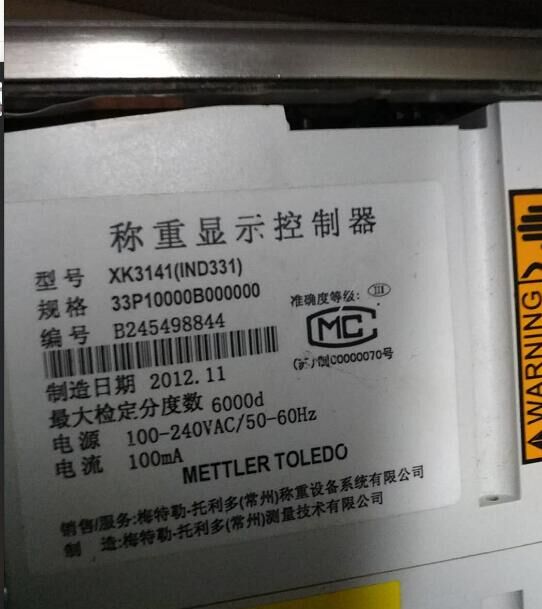 称重显示控制器
型号 XK3141(IND331)
规格 33P10000B000000
编号 B245498844
准确度等级: III
MC
(苏)制00000070号
制造日期 2012.11
最大检定分度数 6000d
电源 100-240VAC/50-60Hz
电流 100mA
METTLER TOLEDO
销售/服务:梅特勒-托利多(常州)称重设备系统有限公司
制 造:梅特勒-托利多(常州)测量技术有限公司
WARNING